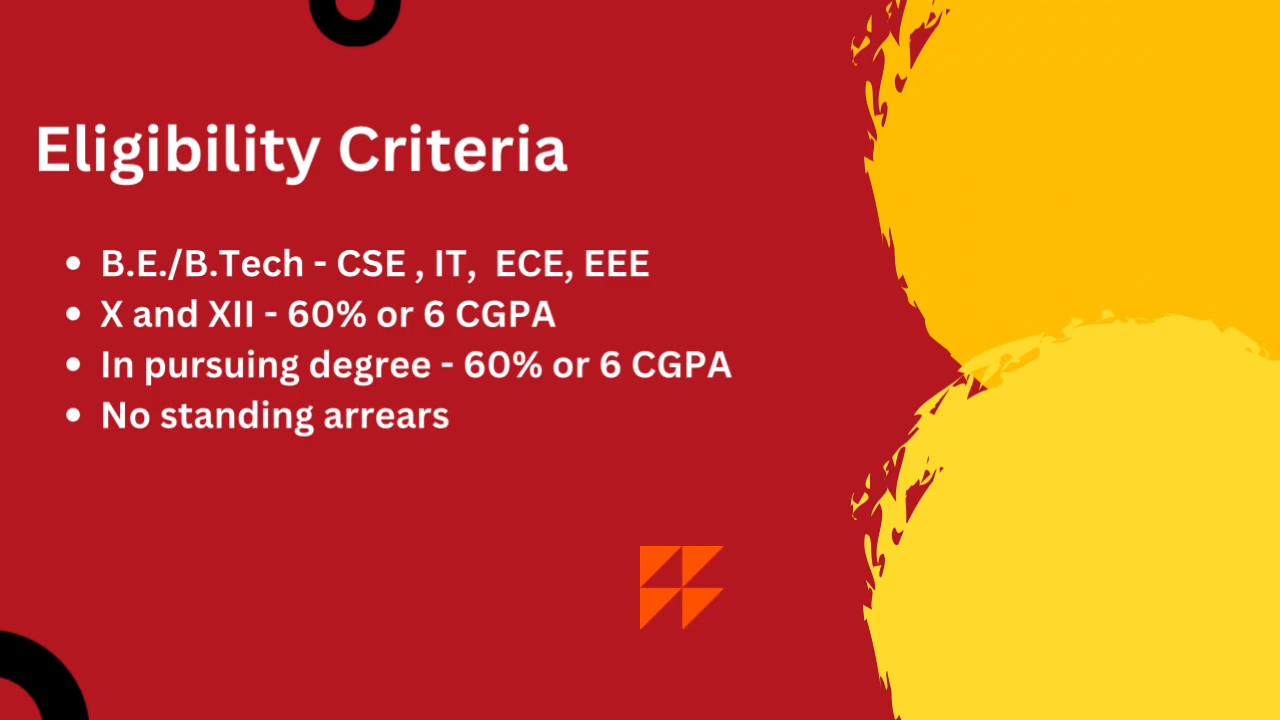 Eligibility Criteria
• B.E./B.Tech - CSE , IT,  ECE, EEE
• X and XII - 60% or 6 CGPA
• In pursuing degree - 60% or 6 CGPA
• No standing arrears